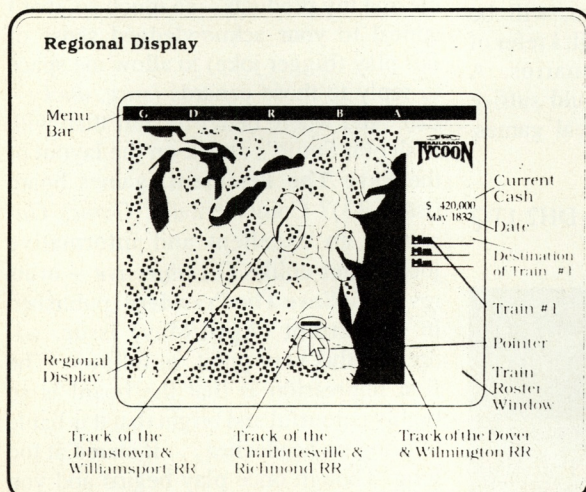 Regional Display
Menu
Bar
G D R B A
RAILROAD
TYCOON
$ 420,000
May 1832
Current
Cash
Date
Destination
of Train #1
Train #1
Pointer
Train
Roster
Window
Regional
Display
Track of the
Johnstown &
Williamsport RR
Track of the
Charlottesville &
Richmond RR
Track of the Dover
& Wilmington RR